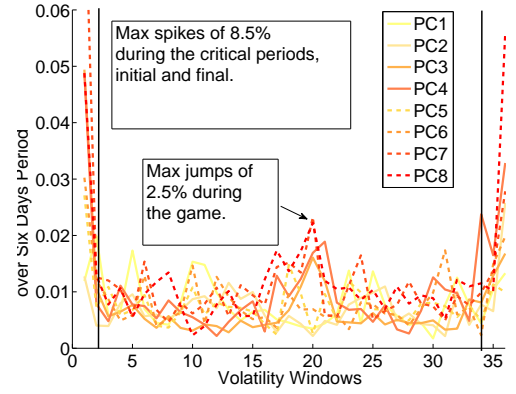 0.06
0.05
0.04
0.03
0.02
0.01
0
over Six Days Period
Max spikes of 8.5%
during the critical periods,
initial and final.
Max jumps of
2.5% during
the game.
PC1
PC2
PC3
PC4
PC5
PC6
PC7
PC8
0 5 10 15 20 25 30 35
Volatility Windows